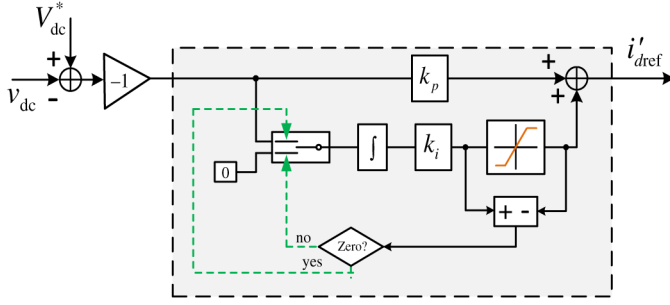 V*dc
+
-
vdc
−1
kp
+
+
i′dref
0
∫
ki
+ -
no
Zero?
yes